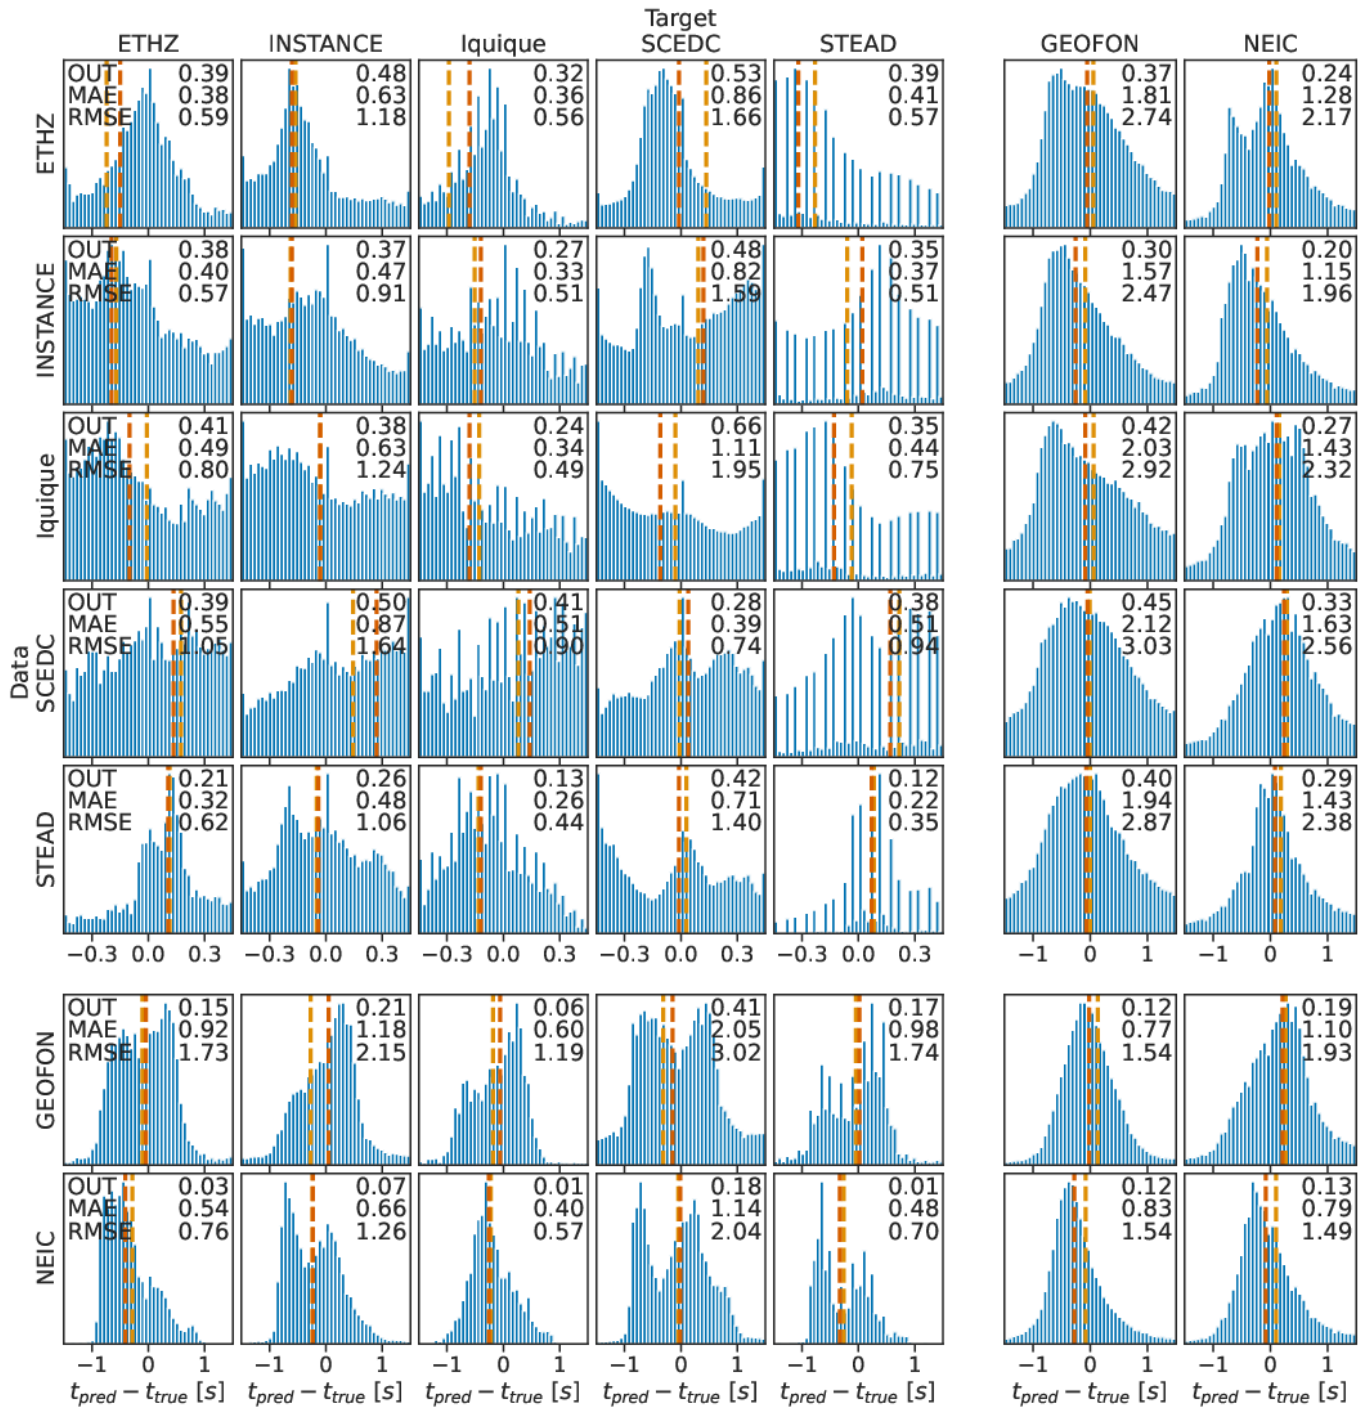 Target
ETHZ INSTANCE Iquique SCEDC STEAD GEOFON NEIC
Data
ETHZ
OUT 0.39 0.48 0.32 0.53 0.39 0.37 0.24
MAE 0.38 0.63 0.36 0.86 0.41 1.81 1.28
RMSE 0.59 1.18 0.56 1.66 0.57 2.74 2.17
INSTANCE
OUT 0.38 0.37 0.27 0.48 0.35 0.30 0.20
MAE 0.40 0.47 0.33 0.82 0.37 1.57 1.15
RMSE 0.57 0.91 0.51 1.59 0.51 2.47 1.96
Iquique
OUT 0.41 0.38 0.24 0.66 0.35 0.42 0.27
MAE 0.49 0.63 0.34 1.11 0.44 2.03 1.43
RMSE 0.80 1.24 0.49 1.95 0.75 2.92 2.32
SCEDC
OUT 0.39 0.50 0.41 0.28 0.38 0.45 0.33
MAE 0.55 0.87 0.51 0.39 0.51 2.12 1.63
RMSE 1.05 1.64 0.90 0.74 0.94 3.03 2.56
STEAD
OUT 0.21 0.26 0.13 0.42 0.12 0.40 0.29
MAE 0.32 0.48 0.26 0.71 0.22 1.94 1.43
RMSE 0.62 1.06 0.44 1.40 0.35 2.87 2.38
−0.3 0.0 0.3 −0.3 0.0 0.3 −0.3 0.0 0.3 −0.3 0.0 0.3 −0.3 0.0 0.3 −1 0 1 −1 0 1
GEOFON
OUT 0.15 0.21 0.06 0.41 0.17 0.12 0.19
MAE 0.92 1.18 0.60 2.05 0.98 0.77 1.10
RMSE 1.73 2.15 1.19 3.02 1.74 1.54 1.93
NEIC
OUT 0.03 0.07 0.01 0.18 0.01 0.12 0.13
MAE 0.54 0.66 0.40 1.14 0.48 0.83 0.79
RMSE 0.76 1.26 0.57 2.04 0.70 1.54 1.49
−1 0 1 −1 0 1 −1 0 1 −1 0 1 −1 0 1 −1 0 1 −1 0 1
t_pred − t_true [s] t_pred − t_true [s] t_pred − t_true [s] t_pred − t_true [s] t_pred − t_true [s] t_pred − t_true [s] t_pred − t_true [s]